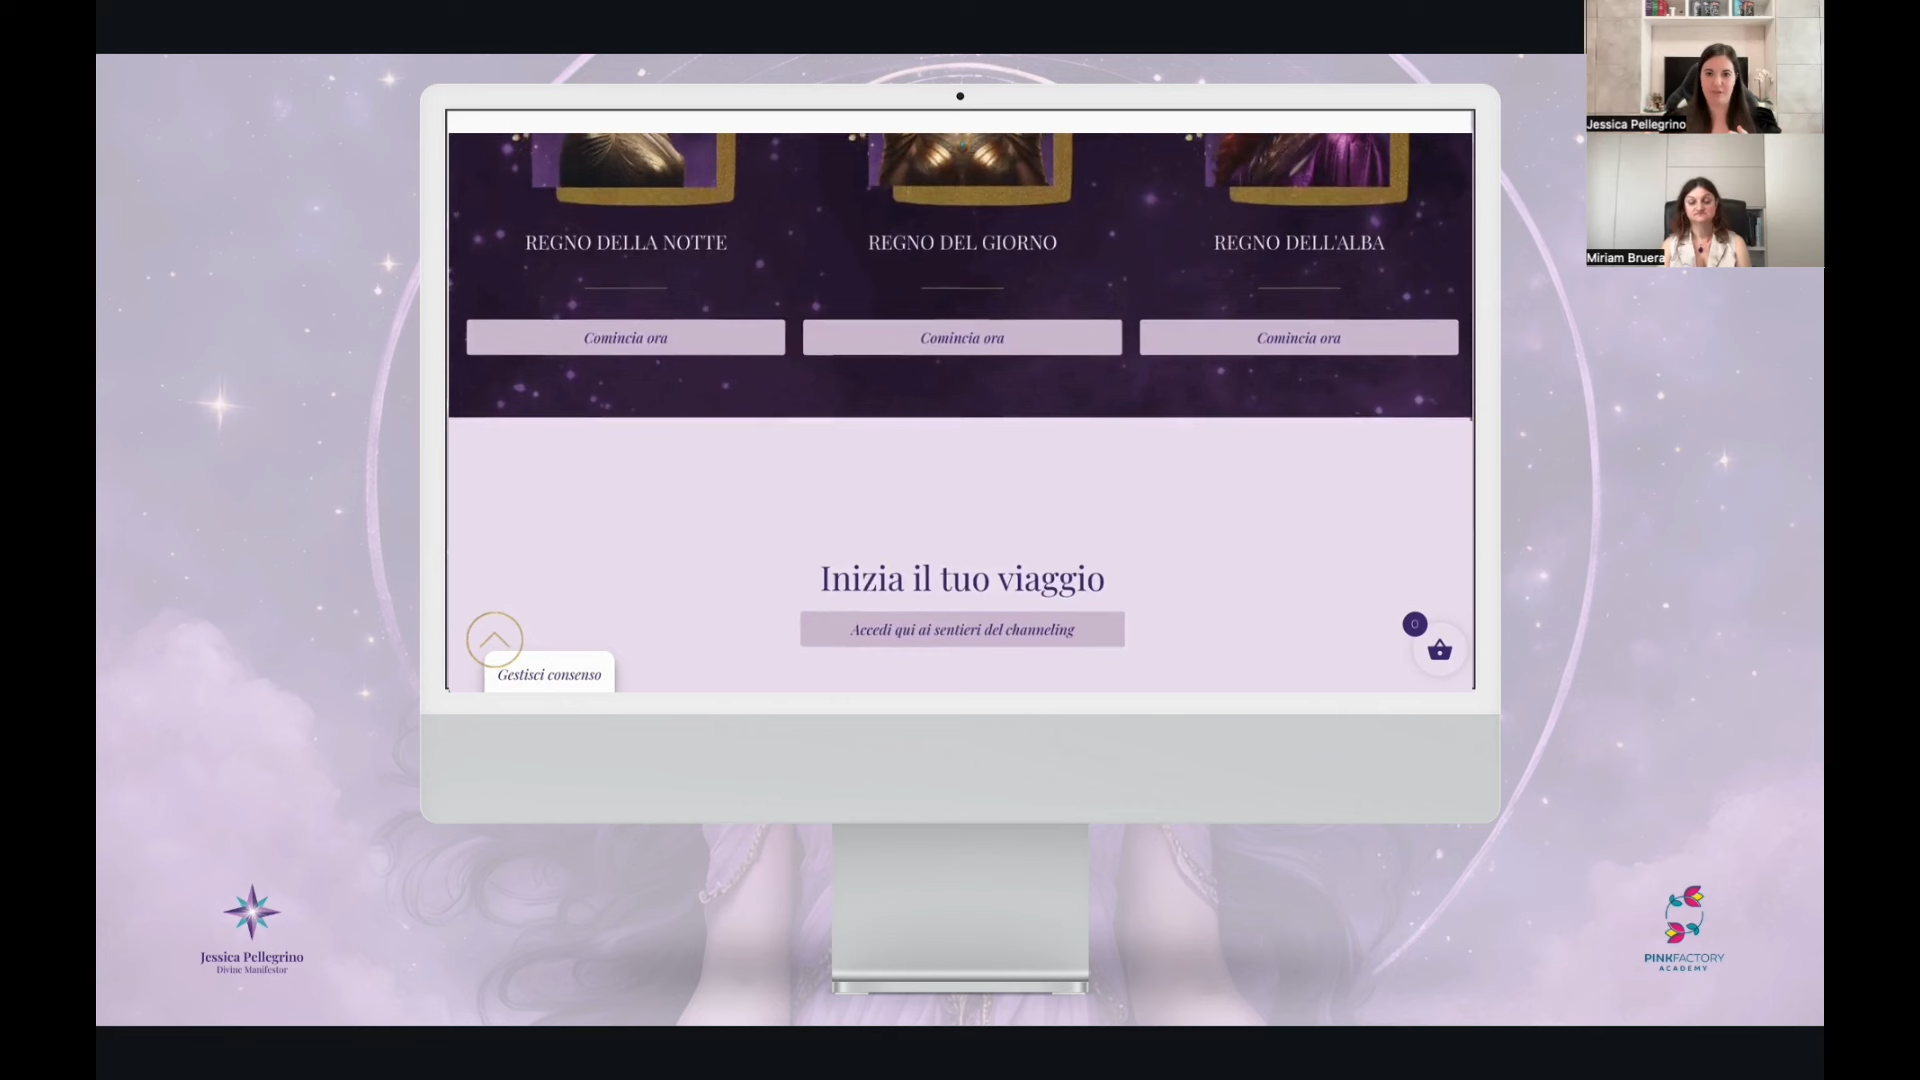 Jessica Pellegrino
Miriam Bruera
REGNO DELLA NOTTE
REGNO DEL GIORNO
REGNO DELL'ALBA
Comincia ora
Comincia ora
Comincia ora
Inizia il tuo viaggio
Accedi qui ai sentieri del channeling
0
Gestisci consenso
Jessica Pellegrino
Divine Manifestor
PINKFACTORY
ACADEMY